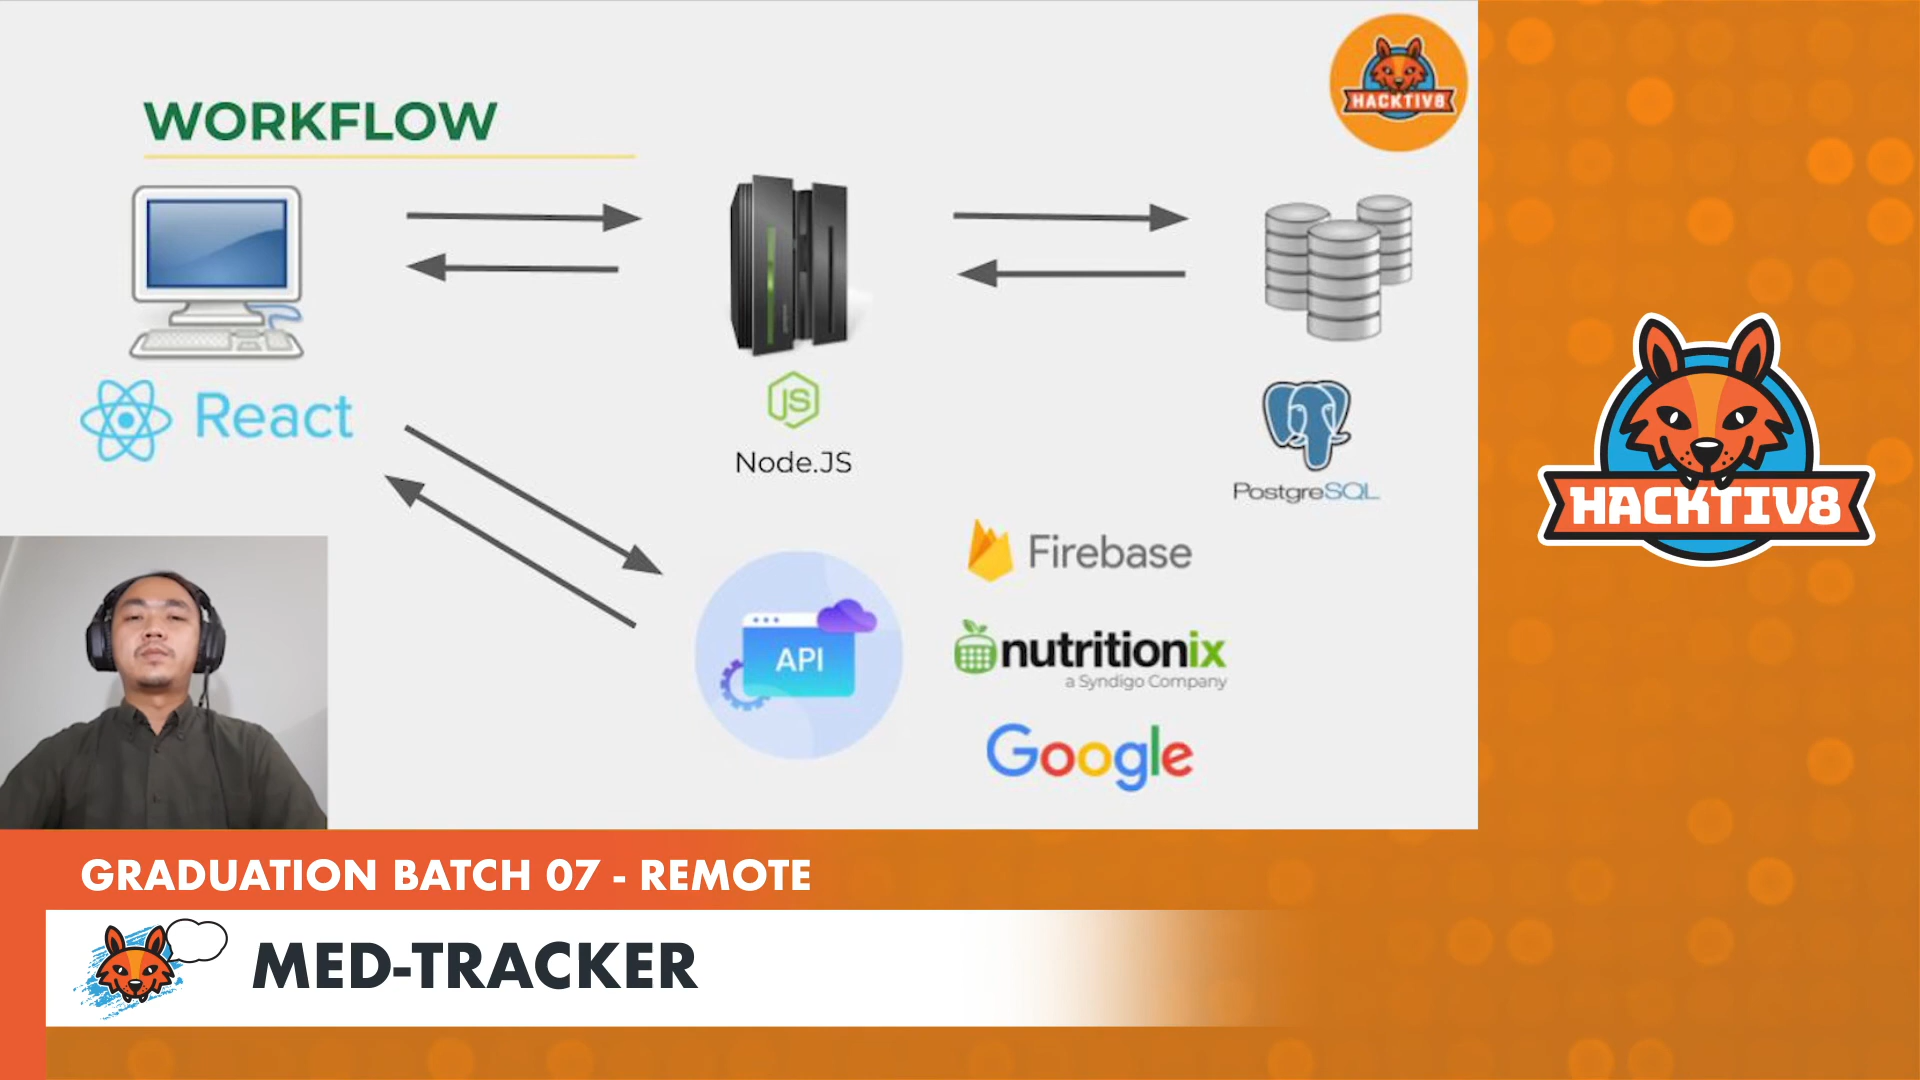 WORKFLOW
HACKTIV8
React
JS
Node.JS
PostgreSQL
API
Firebase
nutritionix
a Syndigo Company
Google
HACKTIV8
GRADUATION BATCH 07 - REMOTE
MED-TRACKER